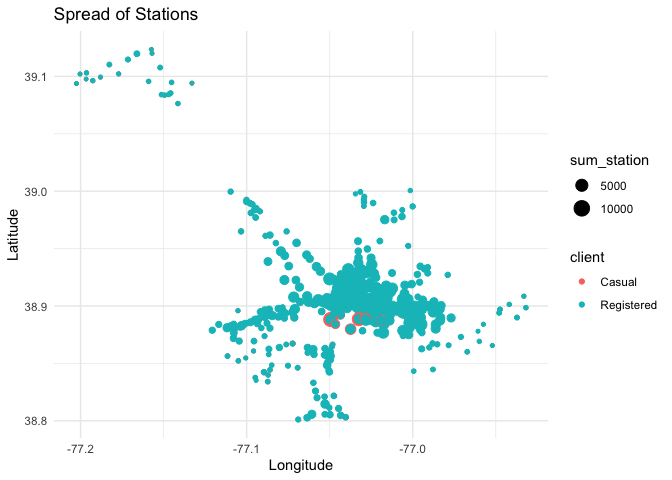 Spread of Stations
39.1
39.0
38.9
38.8
Latitude
-77.2
-77.1
-77.0
Longitude
sum_station
5000
10000
client
Casual
Registered